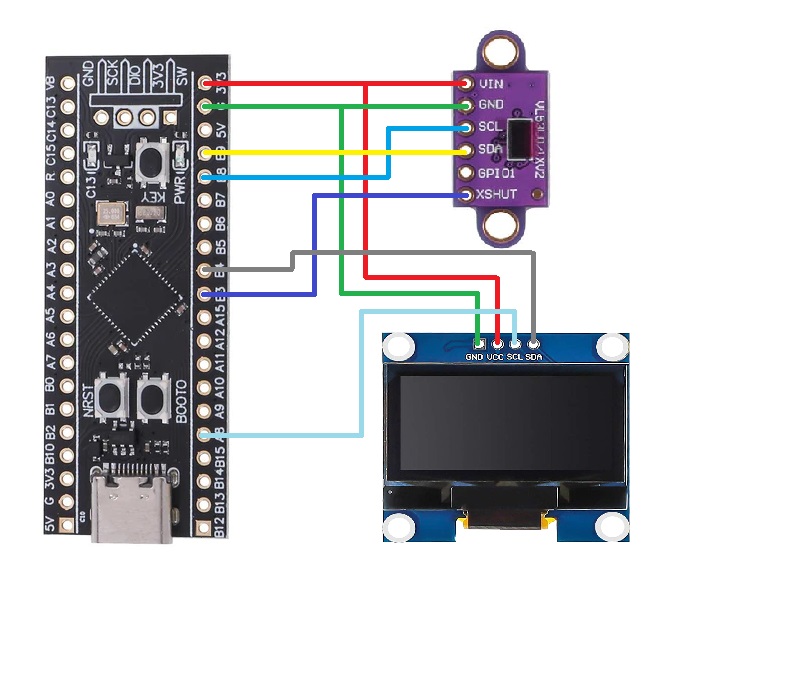 GND
SCK
DIO
3V3
SW
VB
C13
C14
C15
R
A0
A1
A2
A3
A4
A5
A6
A7
B0
B1
B2
B10
3V3
G
5V
C13
PWR
KEY
NRST
BOOT0
3V3
5V
B9
B8
B7
B6
B5
B4
B3
A15
A12
A11
A10
A9
A8
B15
B14
B13
B12
VIN
GND
SCL
SDA
GPIO1
XSHUT
GND VCC SCL SDA